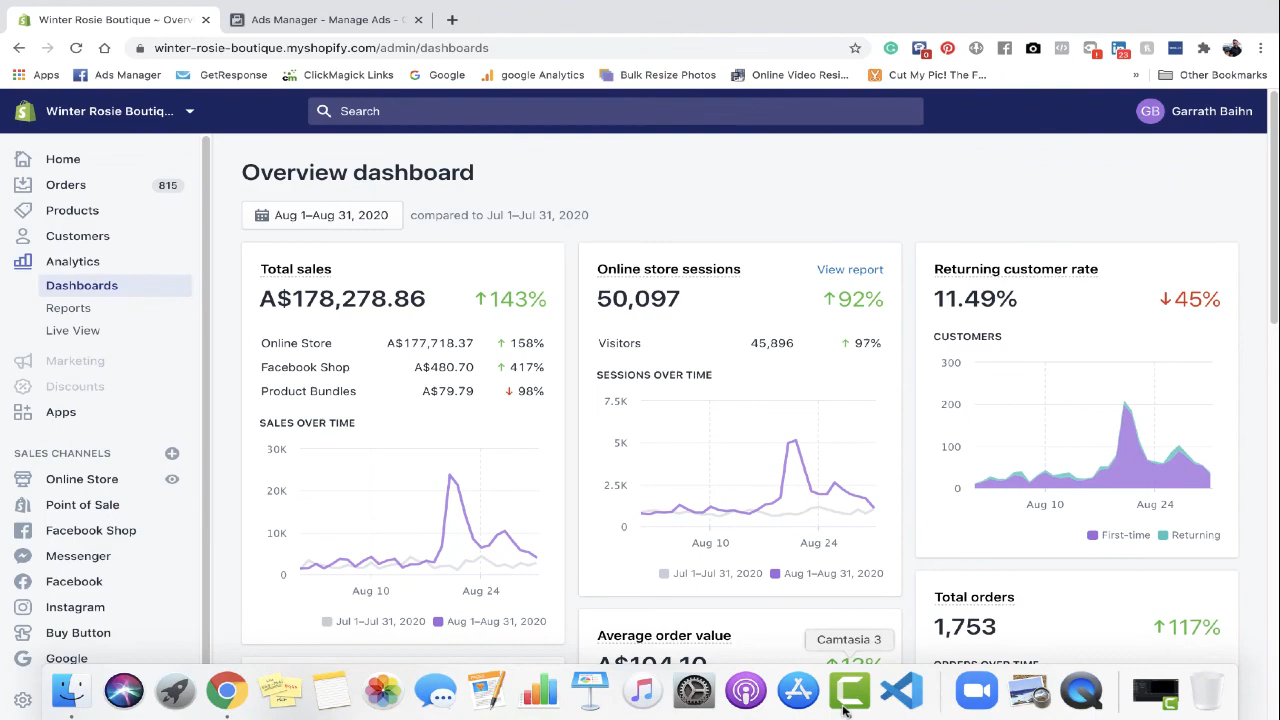 Winter Rosie Boutique ~ Overv
Ads Manager - Manage Ads -
winter-rosie-boutique.myshopify.com/admin/dashboards
0
!
23
Apps
Ads Manager
GetResponse
ClickMagick Links
Google
google Analytics
Bulk Resize Photos
Online Video Resi...
Cut My Pic! The F...
»
Other Bookmarks
Winter Rosie Boutiq...
Search
GB
Garrath Baihn
Home
Orders
815
Products
Customers
Analytics
Dashboards
Reports
Live View
Marketing
Discounts
Apps
SALES CHANNELS
Online Store
Point of Sale
Facebook Shop
Messenger
Facebook
Instagram
Buy Button
Google
Overview dashboard
Aug 1–Aug 31, 2020
compared to Jul 1–Jul 31, 2020
Total sales
A$178,278.86
↑143%
Online Store A$177,718.37 ↑ 158%
Facebook Shop A$480.70 ↑ 417%
Product Bundles A$79.79 ↓ 98%
SALES OVER TIME
30K
20K
10K
0
Aug 10
Aug 24
Jul 1–Jul 31, 2020
Aug 1–Aug 31, 2020
Online store sessions
View report
50,097
↑92%
Visitors 45,896 ↑ 97%
SESSIONS OVER TIME
7.5K
5K
2.5K
0
Aug 10
Aug 24
Jul 1–Jul 31, 2020
Aug 1–Aug 31, 2020
Average order value
A$104.10
↑13%
Camtasia 3
Returning customer rate
11.49%
↓45%
CUSTOMERS
300
200
100
0
Aug 10
Aug 24
First-time
Returning
Total orders
1,753
↑117%
ORDERS OVER TIME